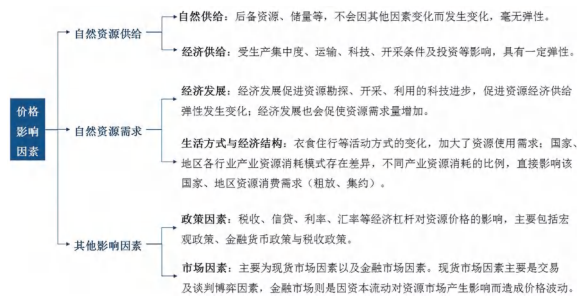 价格
影响
因素
自然资源供给
自然供给：后备资源、储量等，不会因其他因素变化而发生变化，毫无弹性。
经济供给：受生产集中度、运输、科技、开采条件及投资等影响，具有一定弹性。
自然资源需求
经济发展：经济发展促进资源勘探、开采、利用的科技进步，促进资源经济供给
弹性发生变化；经济发展也会促使资源需求量增加。
生活方式与经济结构：衣食住行等活动方式的变化，加大了资源使用需求；国家、
地区各行业产业资源消耗模式存在差异，不同产业资源消耗的比例，直接影响该
国家、地区资源消费需求（粗放、集约）。
其他影响因素
政策因素：税收、信贷、利率、汇率等经济杠杆对资源价格的影响，主要包括宏
观政策、金融货币政策与税收政策。
市场因素：主要为现货市场因素以及金融市场因素。现货市场因素主要是交易
及谈判博弈因素，金融市场则是因资本流动对资源市场产生影响而造成价格波动。